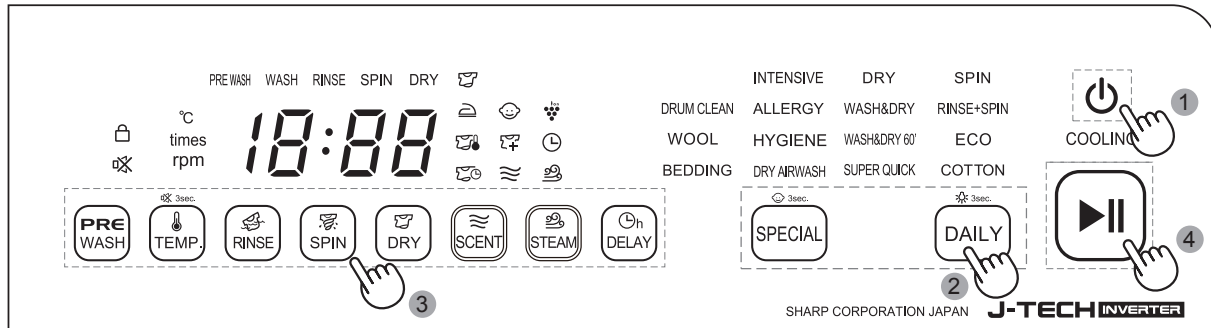 PRE WASH WASH RINSE SPIN DRY
INTENSIVE DRY SPIN
DRUM CLEAN ALLERGY WASH&DRY RINSE+SPIN
WOOL HYGIENE WASH&DRY 60' ECO
BEDDING DRY AIRWASH SUPER QUICK COTTON
°C
times
rpm
18:88
1
COOLING
3sec.
3sec.
3sec.
PRE WASH
TEMP.
RINSE
SPIN
DRY
SCENT
STEAM
h
DELAY
SPECIAL
DAILY
2
3
4
SHARP CORPORATION JAPAN J-TECH INVERTER